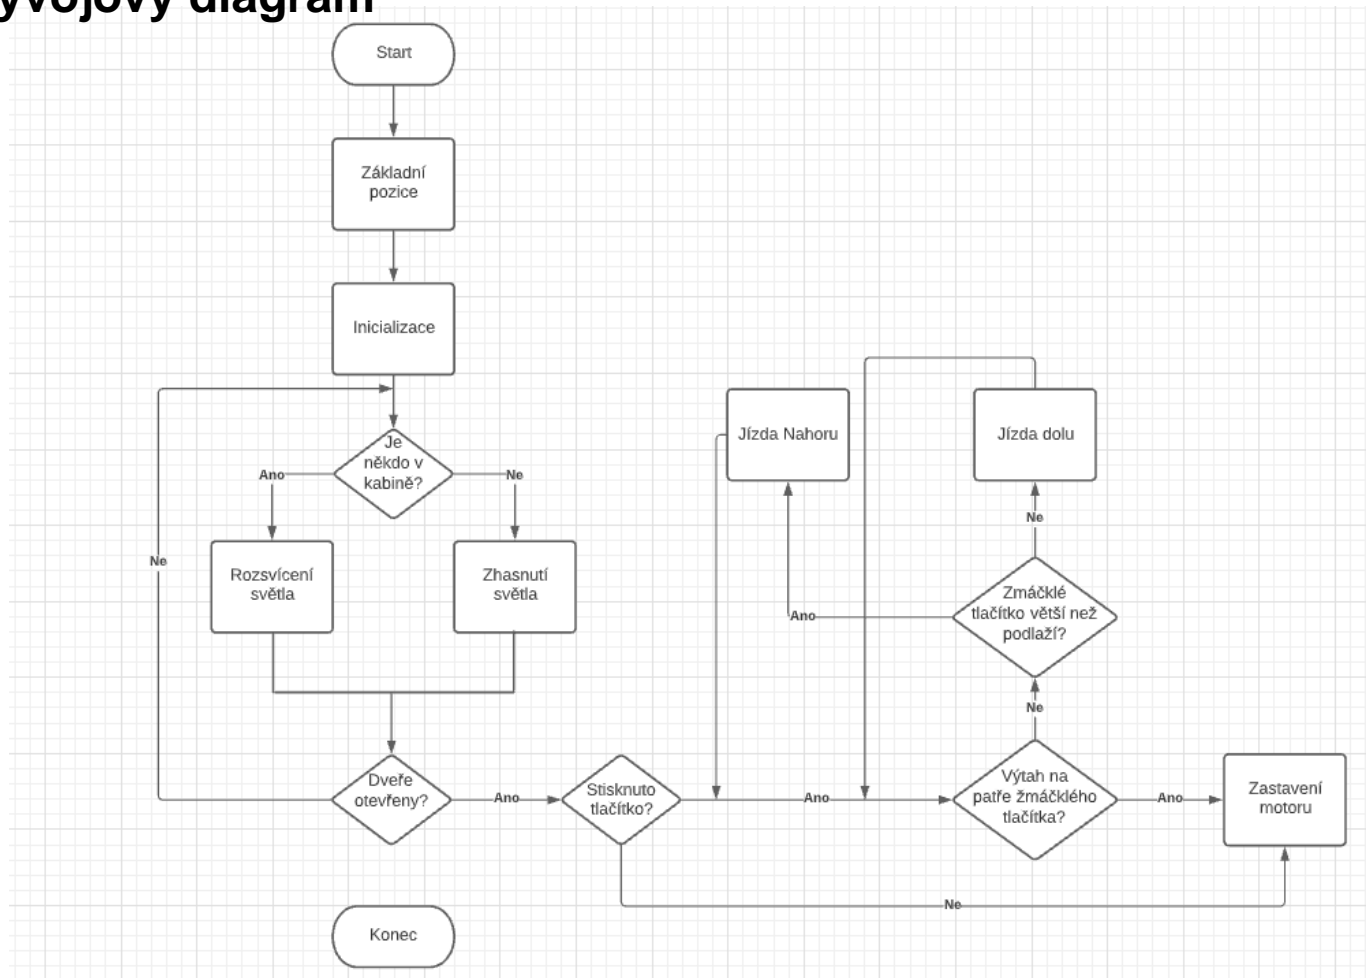 ývojový diagram
Start
Základní
pozice
Inicializace
Je
někdo v
kabině?
Ano
Ne
Rozsvícení
světla
Zhasnutí
světla
Ne
Dveře
otevřeny?
Ano
Stisknuto
tlačítko?
Ano
Výtah na
patře žmáčklého
tlačítka?
Ano
Zastavení
motoru
Ne
Zmáčklé
tlačítko větší než
podlaží?
Ano
Jízda Nahoru
Ne
Jízda dolu
Ne
Konec